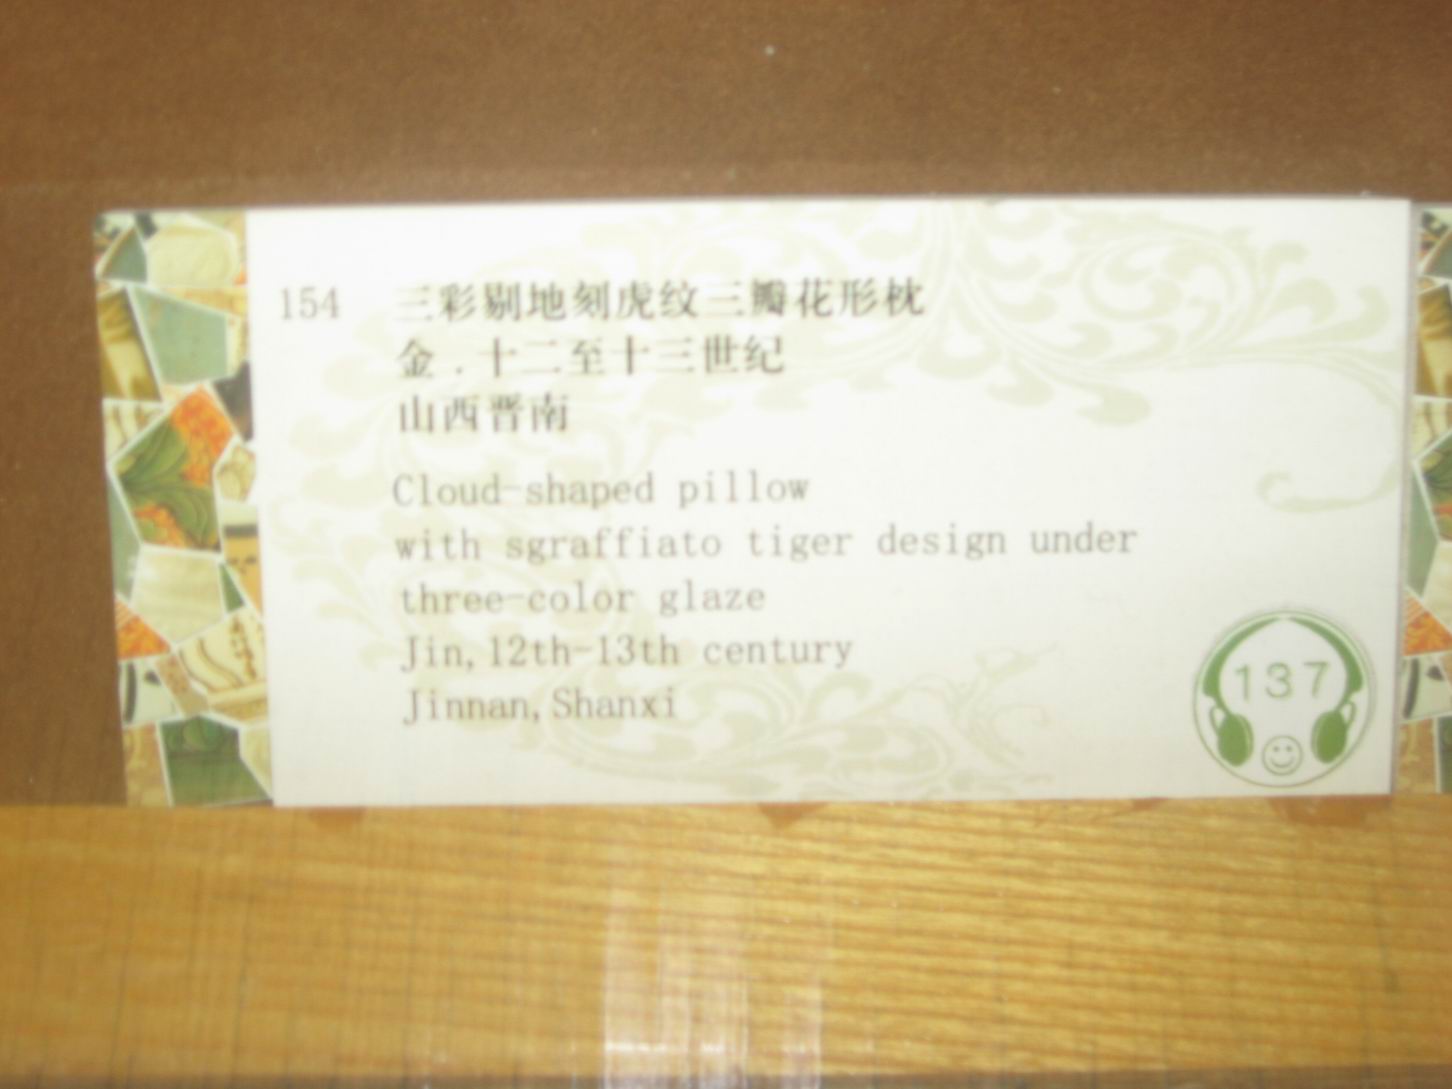 154 三彩剔地刻虎纹三瓣花形枕
金．十二至十三世纪
山西晋南
Cloud-shaped pillow
with sgraffiato tiger design under
three-color glaze
Jin,12th-13th century
Jinnan,Shanxi
137